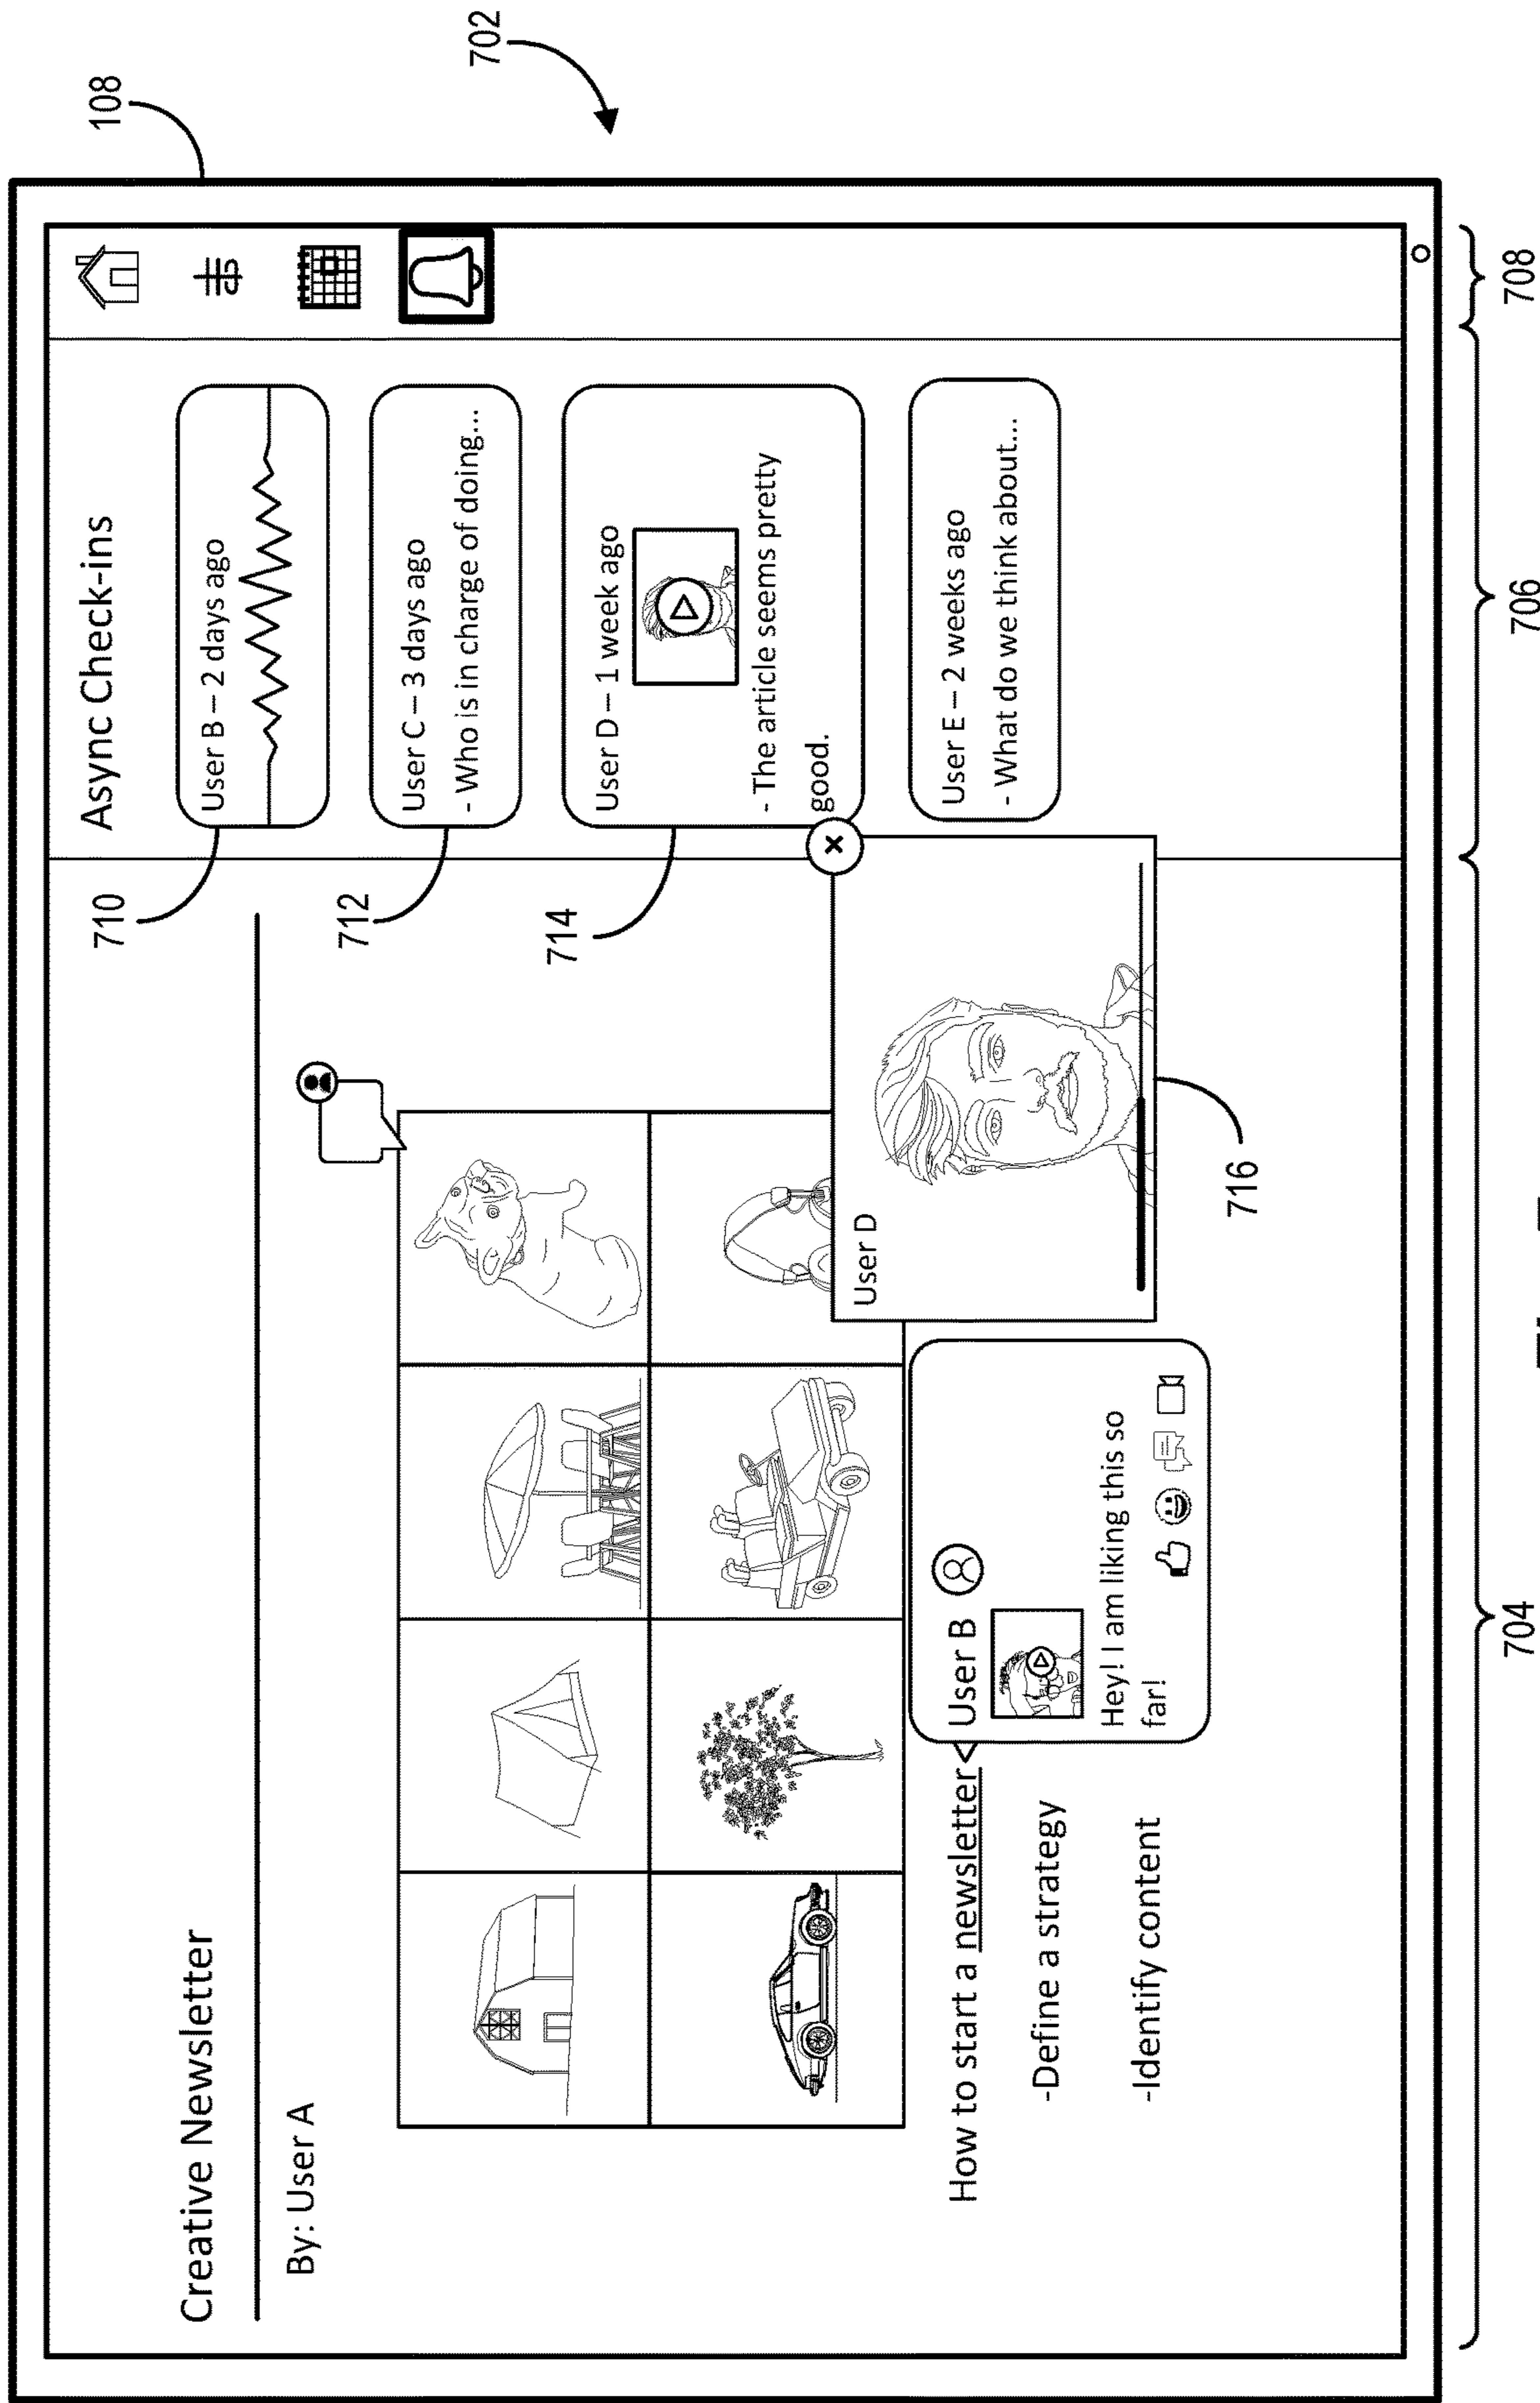 108
702
Creative Newsletter
By: User A
How to start a newsletter
-Define a strategy
-Identify content
User B
Hey! I am liking this so
far!
User D
716
710
712
714
Async Check-ins
User B – 2 days ago
User C – 3 days ago
- Who is in charge of doing...
User D – 1 week ago
- The article seems pretty
good.
User E – 2 weeks ago
- What do we think about...
704
706
708